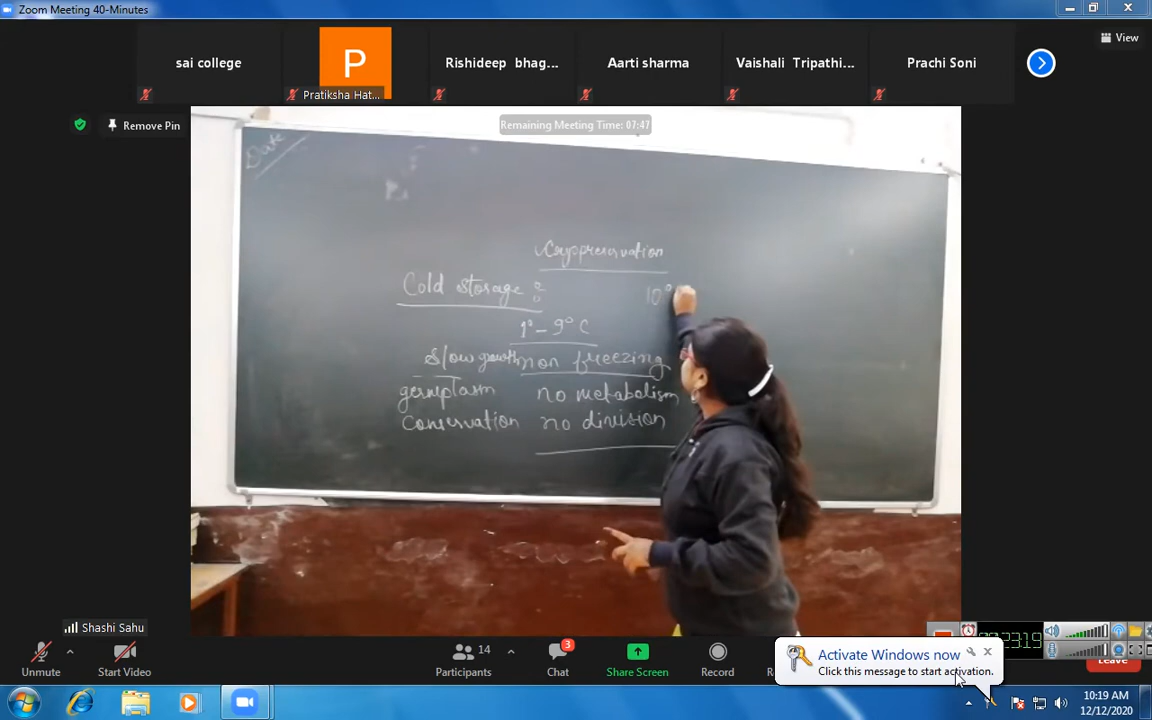 Zoom Meeting 40-Minutes
View
sai college
P
Pratiksha Hat...
Rishideep bhag...
Aarti sharma
Vaishali Tripathi...
Prachi Soni
Remove Pin
Remaining Meeting Time: 07:47
Date
Cryopreservation
Cold storage :
10°
1° - 9° C
Slow growth non freezing
germplasm no metabolism
Conservation no division
Shashi Sahu
Unmute
Start Video
14
Participants
3
Chat
Share Screen
Record
Leave
Activate Windows now
Click this message to start activation.
10:19 AM
12/12/2020